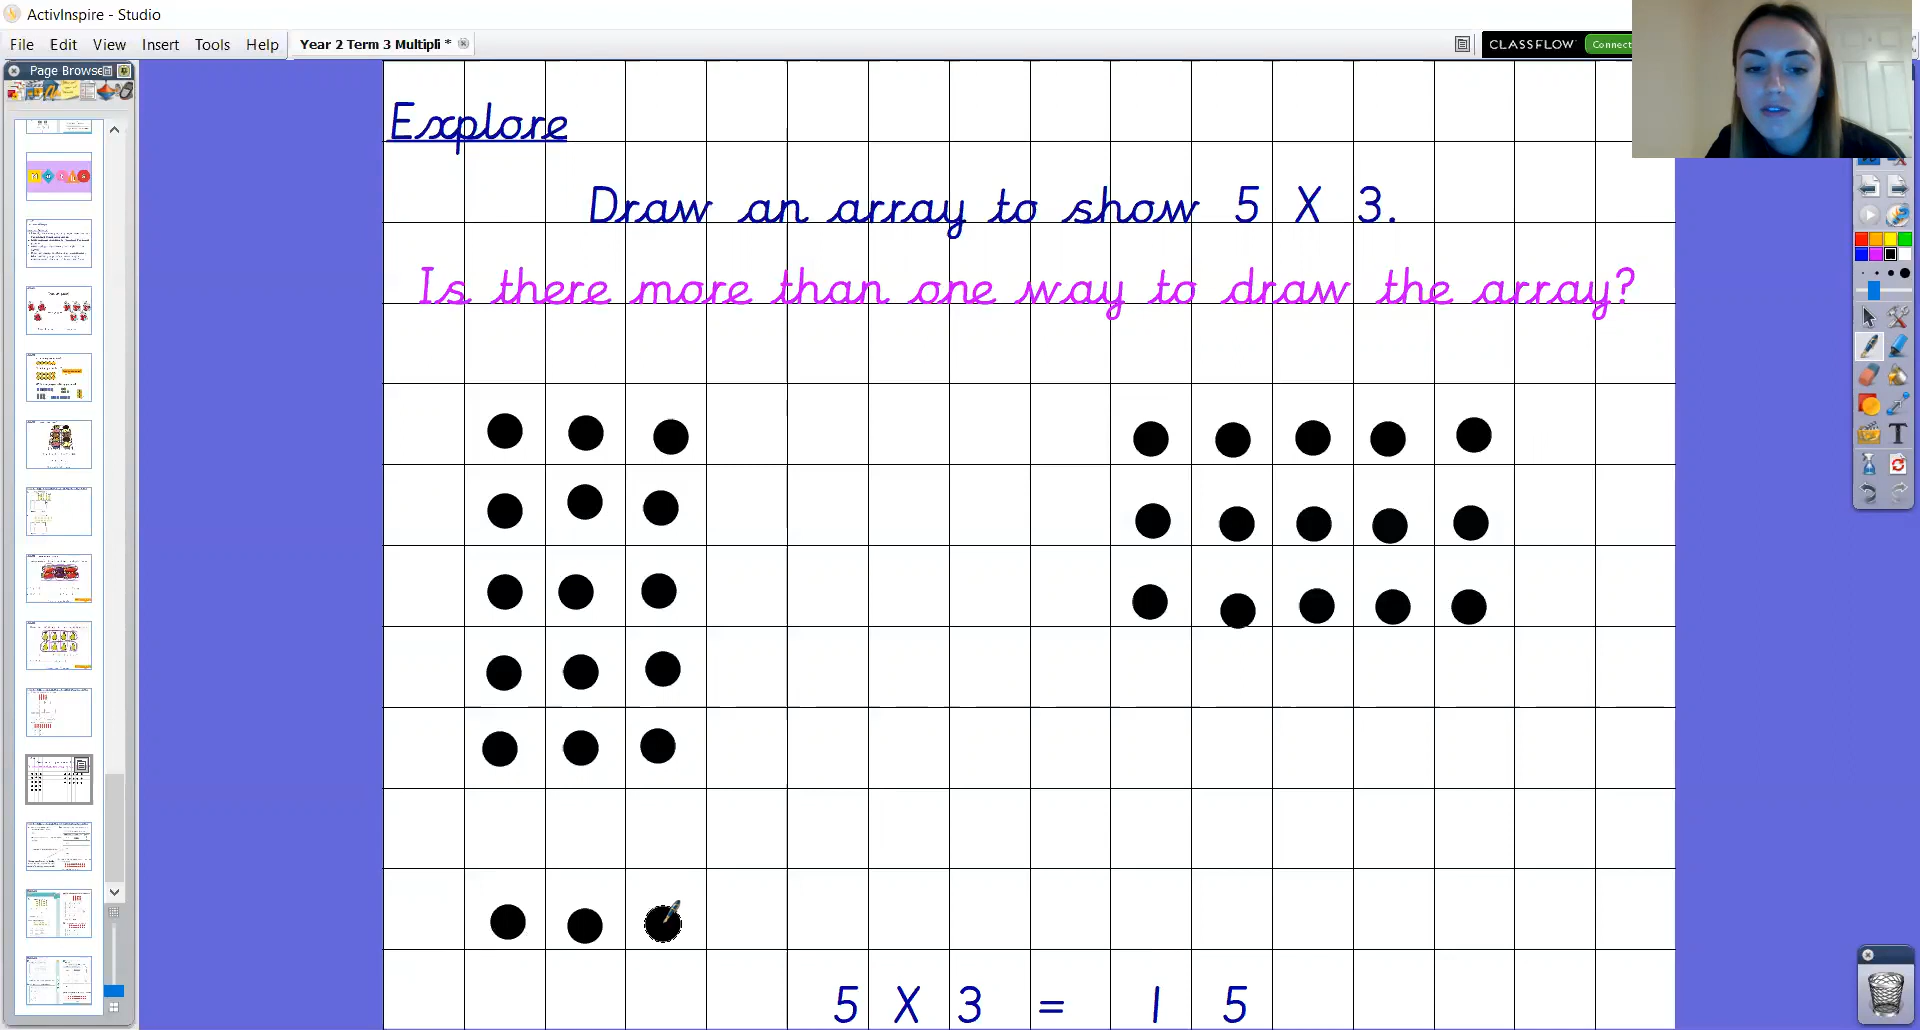 ActivInspire - Studio
File Edit View Insert Tools Help Year 2 Term 3 Multipli *
CLASSFLOW Connect
Page Browse
Explore
Draw an array to show 5 X 3.
Is there more than one way to draw the array?
5 X 3 = 1 5